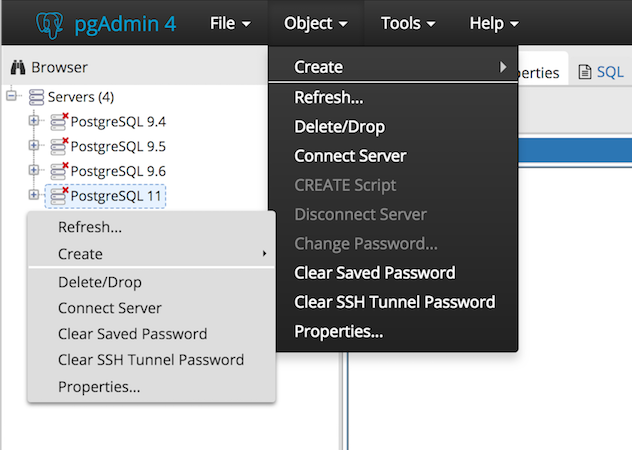 pgAdmin 4 File Object Tools Help
Browser
Servers (4)
PostgreSQL 9.4
PostgreSQL 9.5
PostgreSQL 9.6
PostgreSQL 11
Refresh...
Create
Delete/Drop
Connect Server
Clear Saved Password
Clear SSH Tunnel Password
Properties...
Create
Refresh...
Delete/Drop
Connect Server
CREATE Script
Disconnect Server
Change Password...
Clear Saved Password
Clear SSH Tunnel Password
Properties...
perties SQL